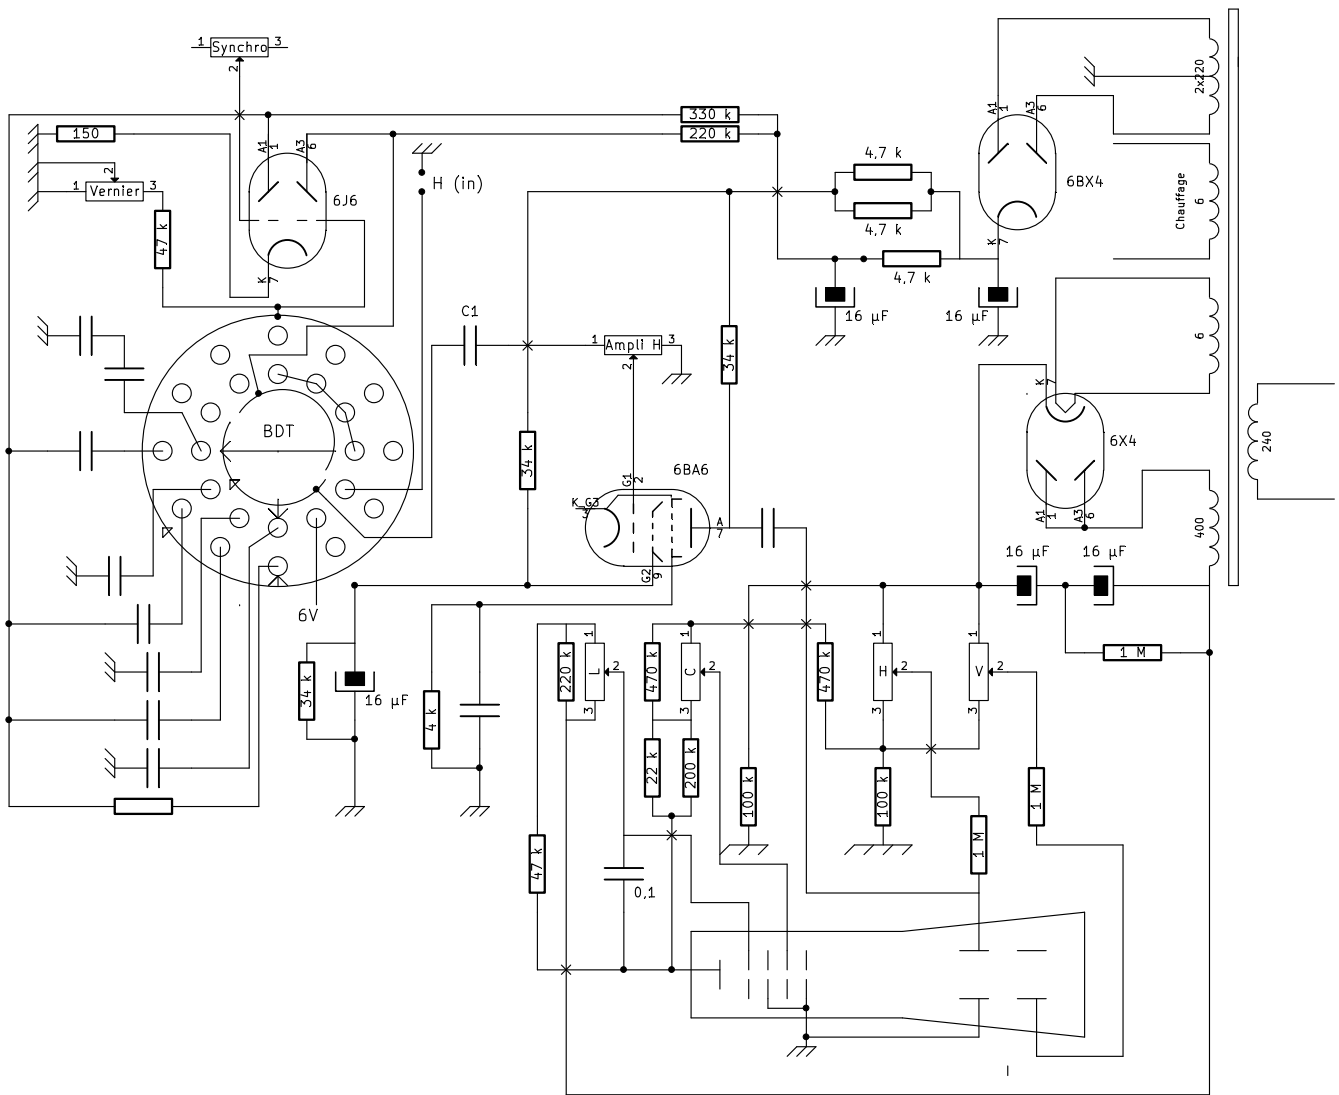 1 Synchro 3
2
2x220
A1
1
A3
6
330 k
150
220 k
A1
1
A3
6
4,7 k
2
1 Vernier 3
6J6
H (in)
6BX4
Chauffage
6
47 k
4,7 k
K
7
K
7
4,7 k
16 µF
16 µF
C1
1 Ampli H 3
2
34 k
6
K
7
BDT
34 k
6X4
240
6BA6
G1
2
K_G3
3
A
7
A1
1
A3
6
400
16 µF
16 µF
G2
9
6V
1
1
1
1
34 k
220 k
L
2
470 k
C
2
470 k
H
2
V
2
1 M
16 µF
4 k
3
3
3
3
22 k
200 k
100 k
100 k
1 M
1 M
47 k
0,1